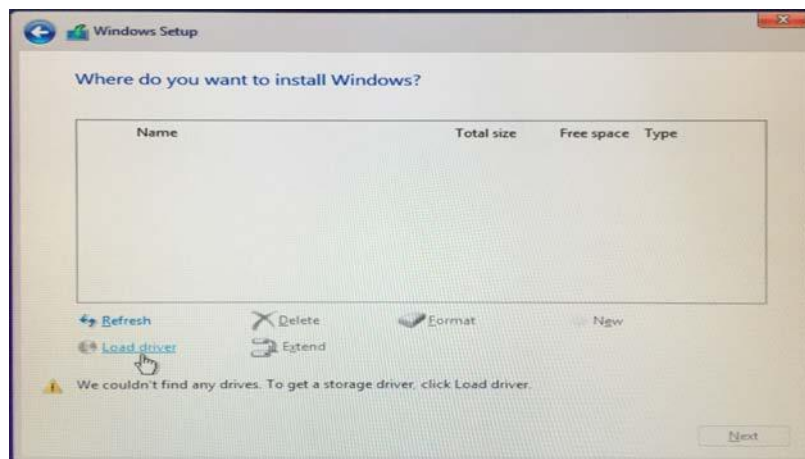 Windows Setup
Where do you want to install Windows?
Name Total size Free space Type
Refresh Delete Format New
Load driver Extend
We couldn't find any drives. To get a storage driver, click Load driver.
Next